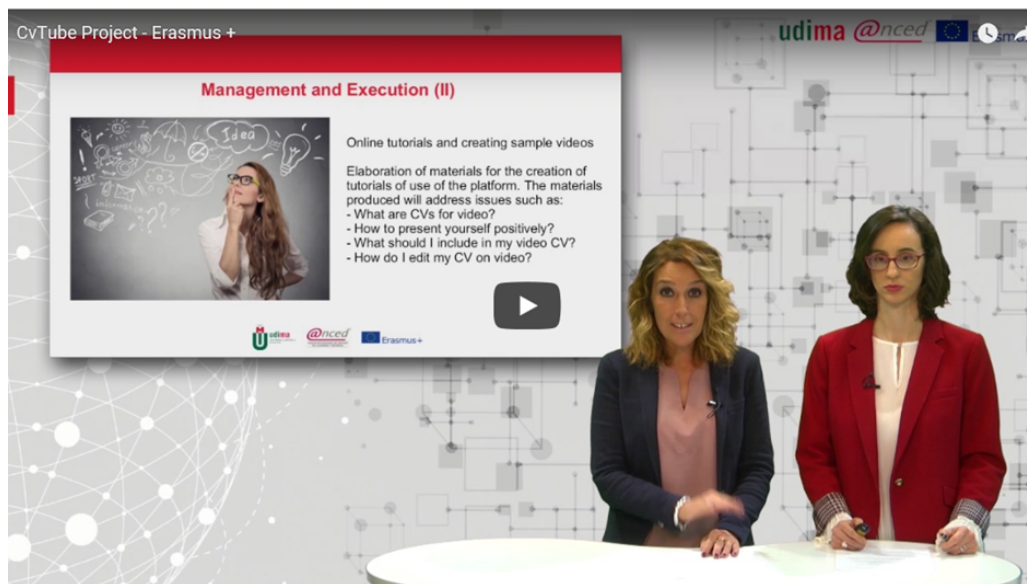 CvTube Project - Erasmus +
udima @nced Erasmus
Management and Execution (II)
Idea
SPORT
information
Online tutorials and creating sample videos
Elaboration of materials for the creation of
tutorials of use of the platform. The materials
produced will address issues such as:
- What are CVs for video?
- How to present yourself positively?
- What should I include in my video CV?
- How do I edit my CV on video?
udima @nced Erasmus+